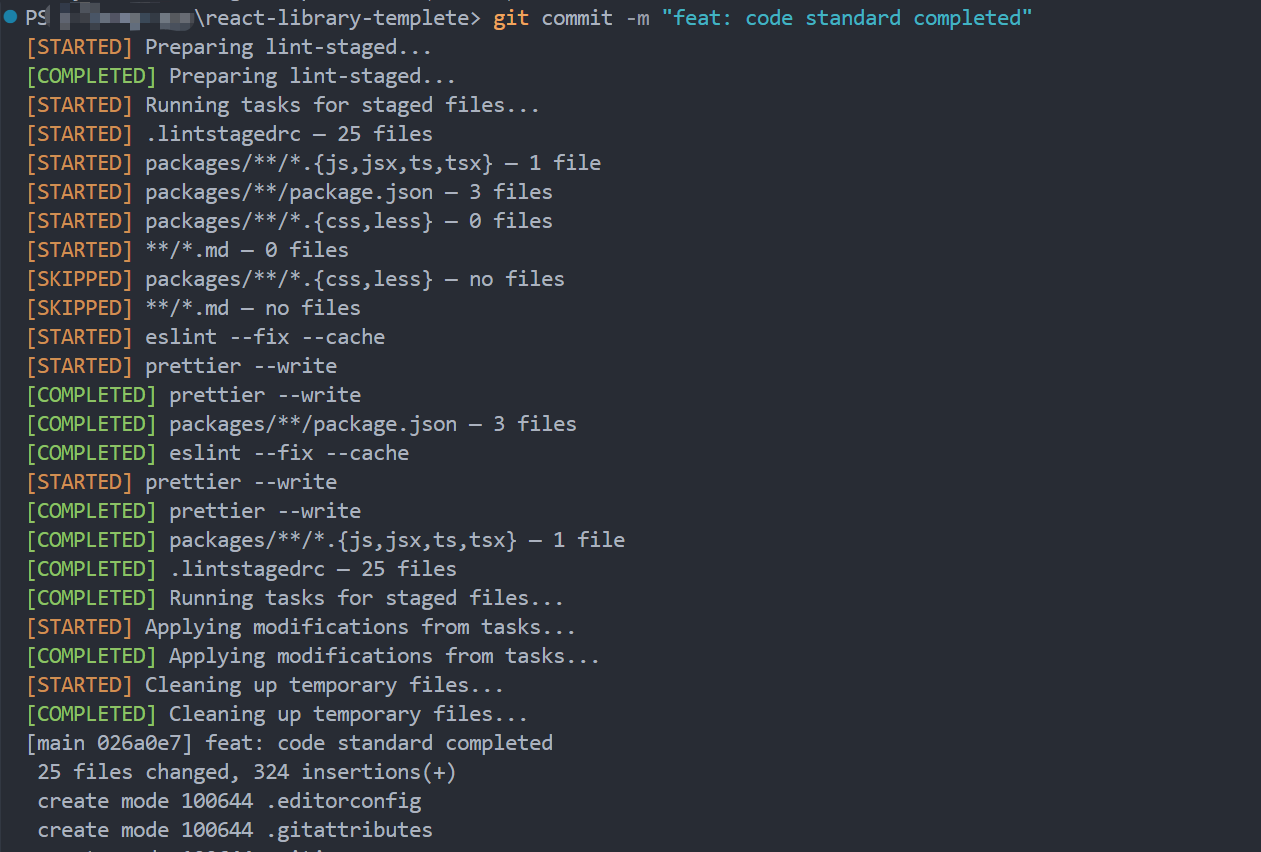 PS \react-library-templete> git commit -m "feat: code standard completed"
[STARTED] Preparing lint-staged...
[COMPLETED] Preparing lint-staged...
[STARTED] Running tasks for staged files...
[STARTED] .lintstagedrc — 25 files
[STARTED] packages/**/*.{js,jsx,ts,tsx} — 1 file
[STARTED] packages/**/package.json — 3 files
[STARTED] packages/**/*.{css,less} — 0 files
[STARTED] **/*.md — 0 files
[SKIPPED] packages/**/*.{css,less} — no files
[SKIPPED] **/*.md — no files
[STARTED] eslint --fix --cache
[STARTED] prettier --write
[COMPLETED] prettier --write
[COMPLETED] packages/**/package.json — 3 files
[COMPLETED] eslint --fix --cache
[STARTED] prettier --write
[COMPLETED] prettier --write
[COMPLETED] packages/**/*.{js,jsx,ts,tsx} — 1 file
[COMPLETED] .lintstagedrc — 25 files
[COMPLETED] Running tasks for staged files...
[STARTED] Applying modifications from tasks...
[COMPLETED] Applying modifications from tasks...
[STARTED] Cleaning up temporary files...
[COMPLETED] Cleaning up temporary files...
[main 026a0e7] feat: code standard completed
25 files changed, 324 insertions(+)
create mode 100644 .editorconfig
create mode 100644 .gitattributes